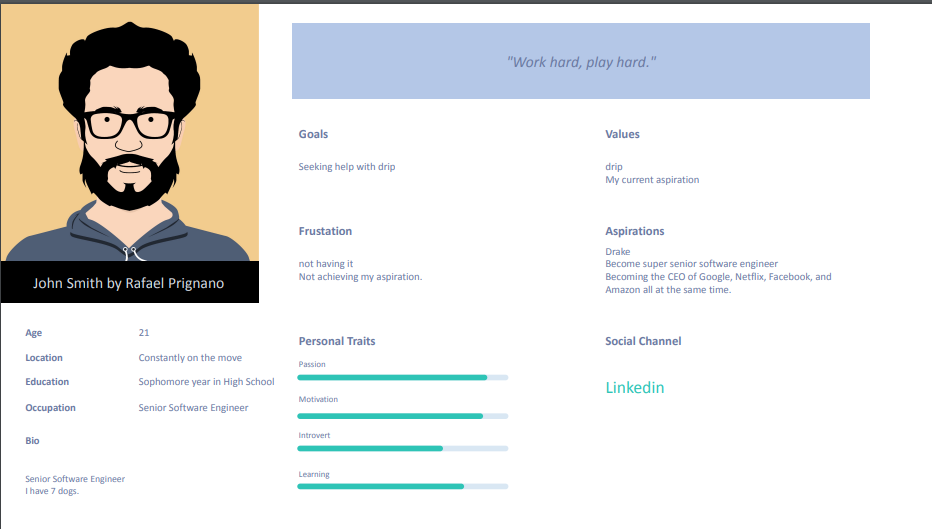 "Work hard, play hard."
John Smith by Rafael Prignano
Age 21
Location Constantly on the move
Education Sophomore year in High School
Occupation Senior Software Engineer
Bio
Senior Software Engineer
I have 7 dogs.
Goals
Seeking help with drip
Values
drip
My current aspiration
Frustation
not having it
Not achieving my aspiration.
Aspirations
Drake
Become super senior software engineer
Becoming the CEO of Google, Netflix, Facebook, and
Amazon all at the same time.
Personal Traits
Passion
Motivation
Introvert
Learning
Social Channel
Linkedin